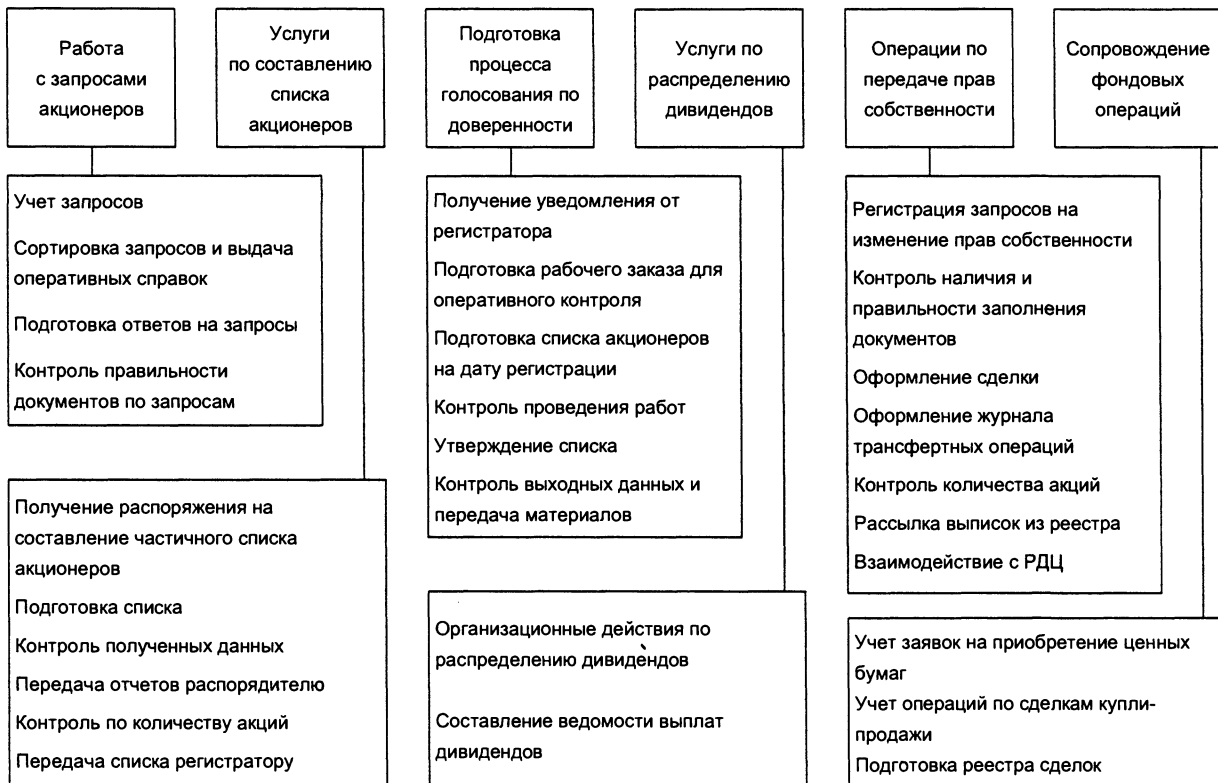 Работа
с запросами
акционеров
Услуги
по составлению
списка
акционеров
Подготовка
процесса
голосования по
доверенности
Услуги по
распределению
дивидендов
Операции по
передаче прав
собственности
Сопровождение
фондовых
операций
Учет запросов
Сортировка запросов и выдача
оперативных справок
Подготовка ответов на запросы
Контроль правильности
документов по запросам
Получение распоряжения на
составление частичного списка
акционеров
Подготовка списка
Контроль полученных данных
Передача отчетов распорядителю
Контроль по количеству акций
Передача списка регистратору
Получение уведомления от
регистратора
Подготовка рабочего заказа для
оперативного контроля
Подготовка списка акционеров
на дату регистрации
Контроль проведения работ
Утверждение списка
Контроль выходных данных и
передача материалов
Организационные действия по
распределению дивидендов
Составление ведомости выплат
дивидендов
Регистрация запросов на
изменение прав собственности
Контроль наличия и
правильности заполнения
документов
Оформление сделки
Оформление журнала
трансфертных операций
Контроль количества акций
Рассылка выписок из реестра
Взаимодействие с РДЦ
Учет заявок на приобретение ценных
бумаг
Учет операций по сделкам купли-
продажи
Подготовка реестра сделок